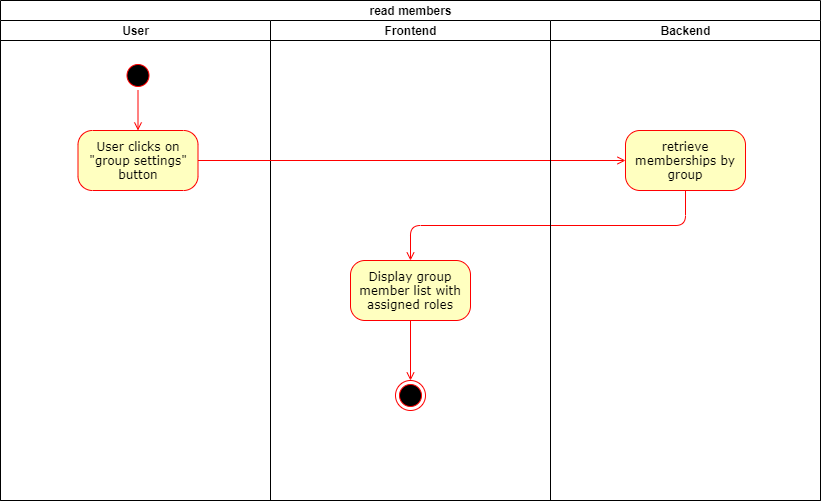 read members
User
Frontend
Backend
User clicks on
"group settings"
button
retrieve
memberships by
group
Display group
member list with
assigned roles